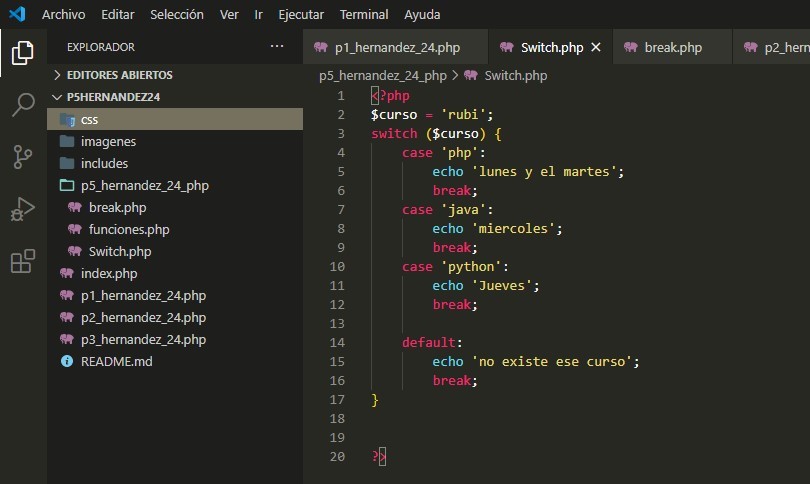 Archivo Editar Selección Ver Ir Ejecutar Terminal Ayuda
EXPLORADOR ···
EDITORES ABIERTOS
P5HERNANDEZ24
css
imagenes
includes
p5_hernandez_24_php
break.php
funciones.php
Switch.php
index.php
p1_hernandez_24.php
p2_hernandez_24.php
p3_hernandez_24.php
README.md
p1_hernandez_24.php Switch.php × break.php p2_hern
p5_hernandez_24_php > Switch.php
1 <?php
2 $curso = 'rubi';
3 switch ($curso) {
4     case 'php':
5         echo 'lunes y el martes';
6         break;
7     case 'java':
8         echo 'miercoles';
9         break;
10     case 'python':
11         echo 'Jueves';
12         break;
13
14     default:
15         echo 'no existe ese curso';
16         break;
17 }
18
19
20 ?>